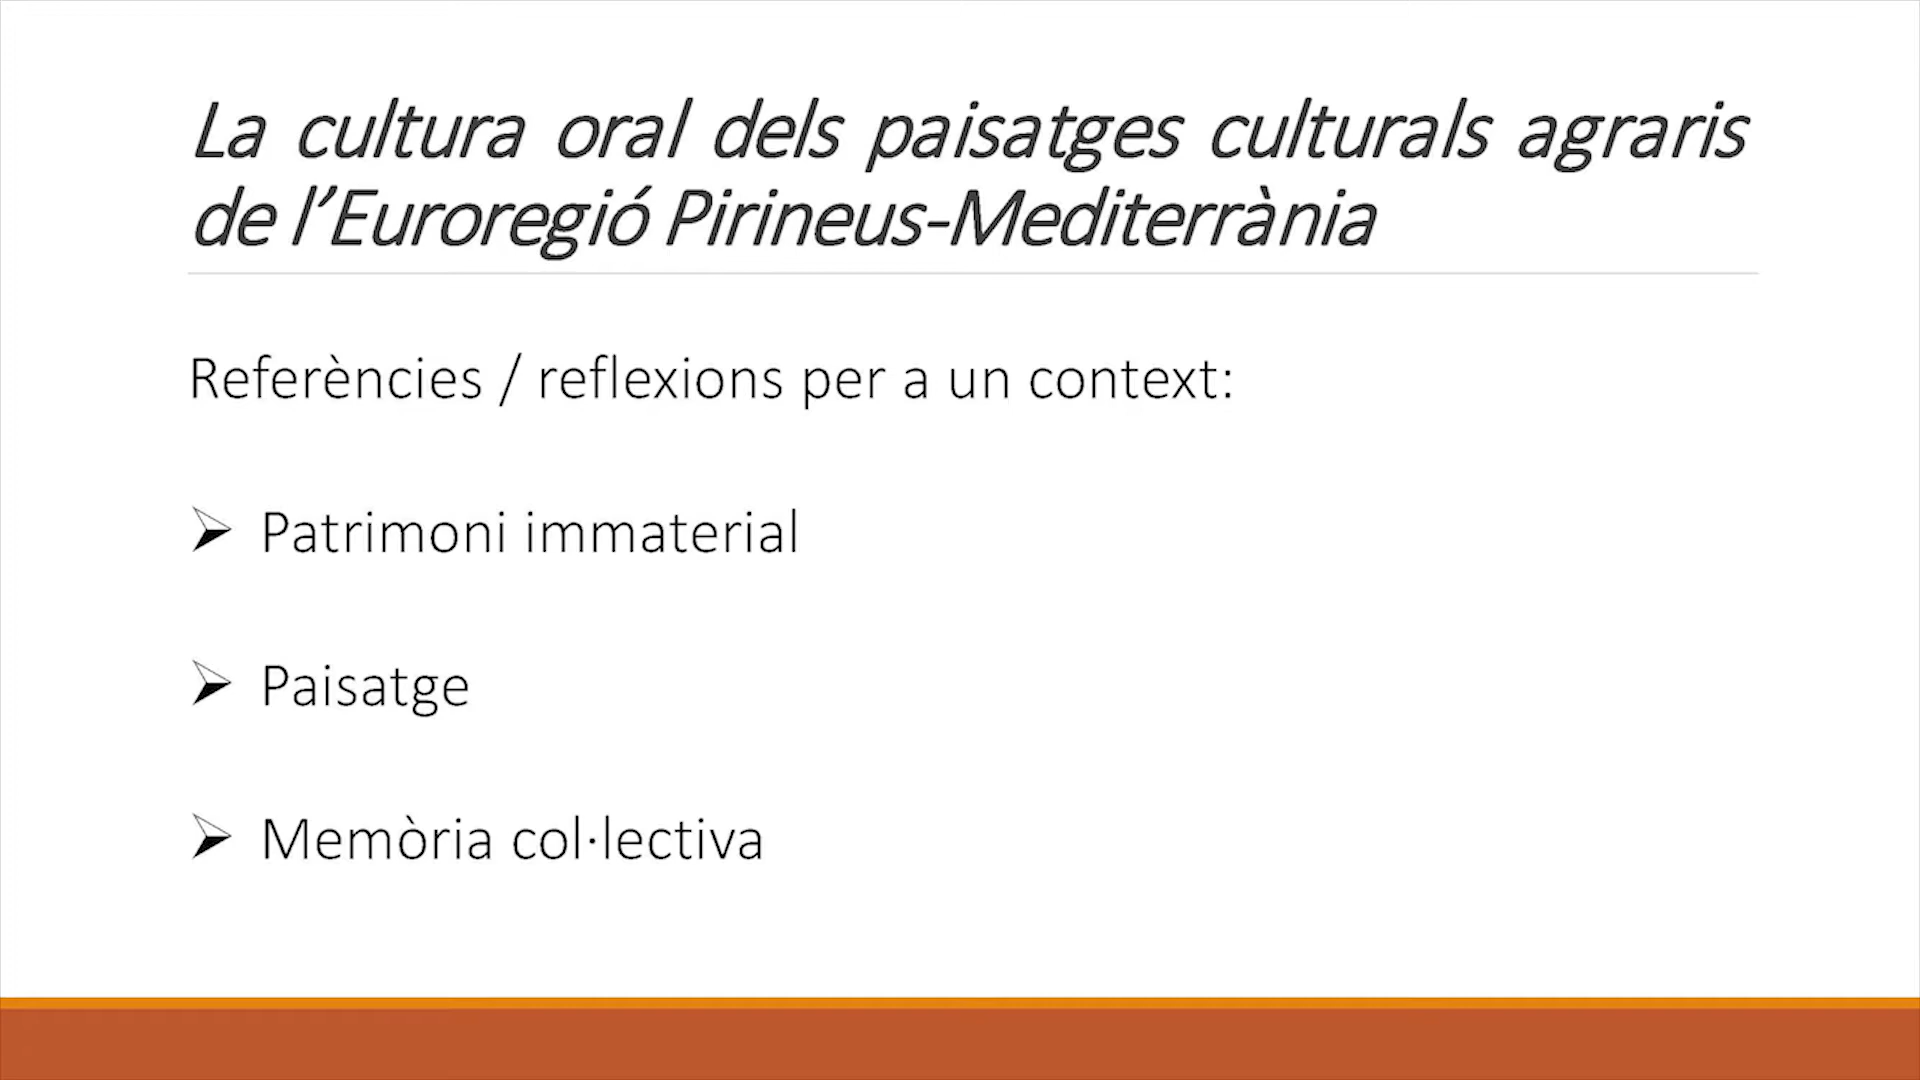 La cultura oral dels paisatges culturals agraris
de l’Euroregió Pirineus-Mediterrània
Referències / reflexions per a un context:
Patrimoni immaterial
Paisatge
Memòria col·lectiva